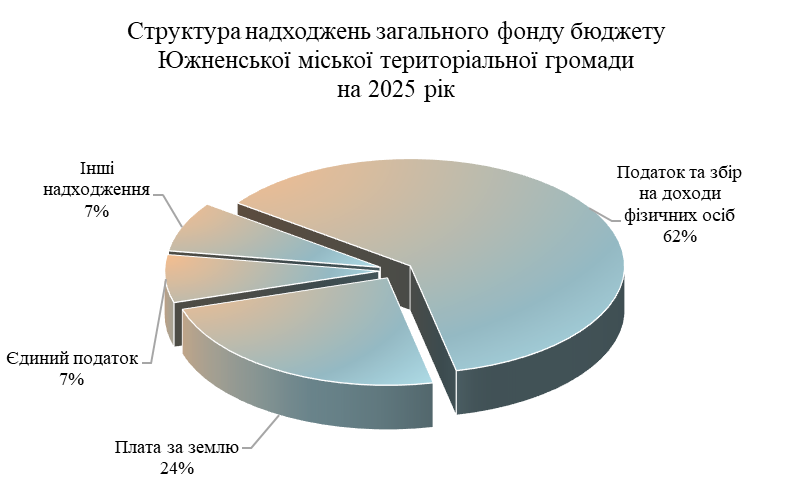 Структура надходжень загального фонду бюджету
Южненської міської територіальної громади
на 2025 рік
Інші
надходження
7%
Податок та збір
на доходи
фізичних осіб
62%
Єдиний податок
7%
Плата за землю
24%